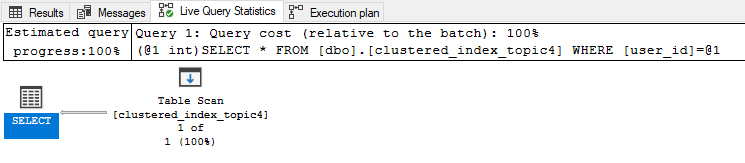 Results Messages Live Query Statistics Execution plan
Estimated query progress:100%
Query 1: Query cost (relative to the batch): 100%
(@1 int)SELECT * FROM [dbo].[clustered_index_topic4] WHERE [user_id]=@1
SELECT
Table Scan
[clustered_index_topic4]
1 of
1 (100%)